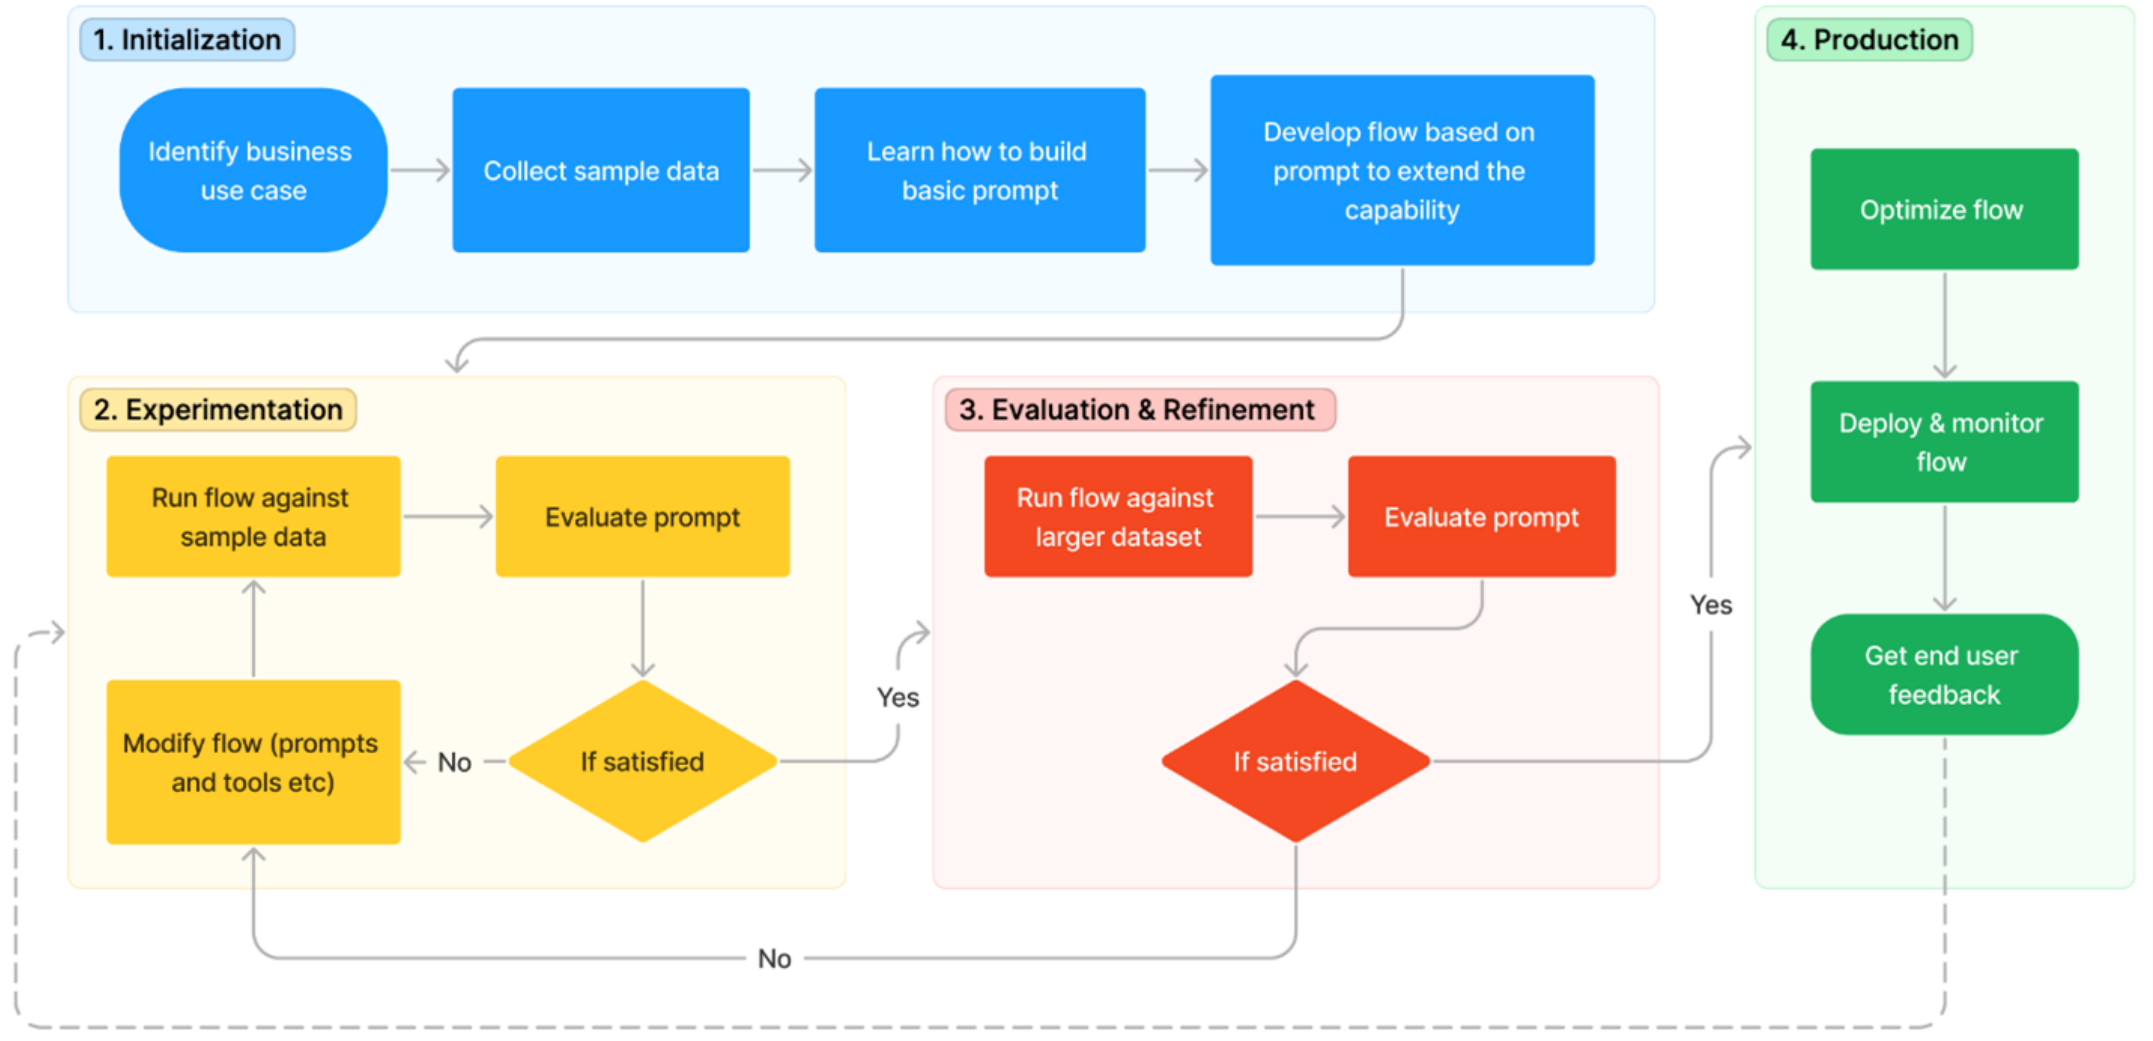 1. Initialization
Identify business
use case
Collect sample data
Learn how to build
basic prompt
Develop flow based on
prompt to extend the
capability
2. Experimentation
Run flow against
sample data
Evaluate prompt
If satisfied
No
Modify flow (prompts
and tools etc)
Yes
3. Evaluation & Refinement
Run flow against
larger dataset
Evaluate prompt
If satisfied
No
Yes
4. Production
Optimize flow
Deploy & monitor
flow
Get end user
feedback